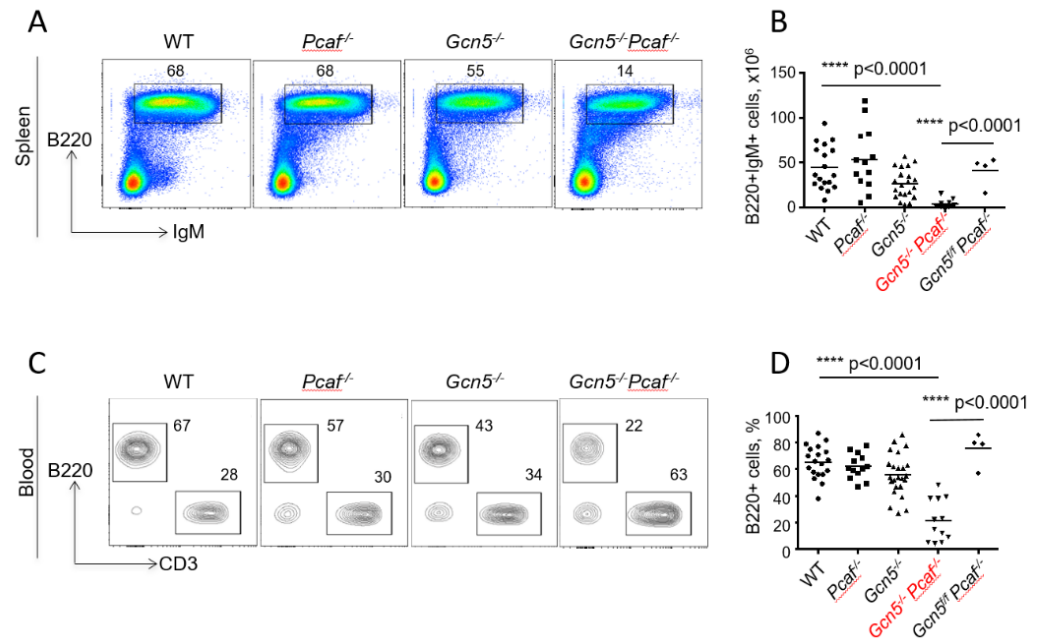 A
WT
Pcaf-/-
Gcn5-/-
Gcn5-/-Pcaf-/-
68
68
55
14
Spleen
B220
IgM
B
B220+IgM+ cells, x10⁶
150
100
50
0
**** p<0.0001
**** p<0.0001
WT
Pcaf-/-
Gcn5-/-
Gcn5-/- Pcaf-/-
Gcn5f/f Pcaf-/-
C
WT
Pcaf-/-
Gcn5-/-
Gcn5-/-Pcaf-/-
67
28
57
30
43
34
22
63
Blood
B220
CD3
D
B220+ cells, %
100
80
60
40
20
0
**** p<0.0001
**** p<0.0001
WT
Pcaf-/-
Gcn5-/-
Gcn5-/- Pcaf-/-
Gcn5f/f Pcaf-/-